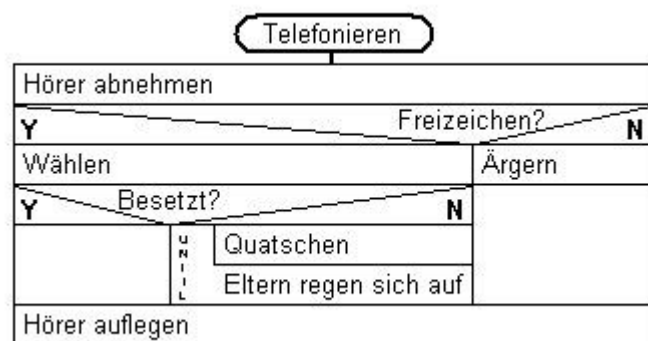 Telefonieren
Hörer abnehmen
Freizeichen?
Y N
Wählen Ärgern
Besetzt?
Y N
UNTIL Quatschen
Eltern regen sich auf
Hörer auflegen